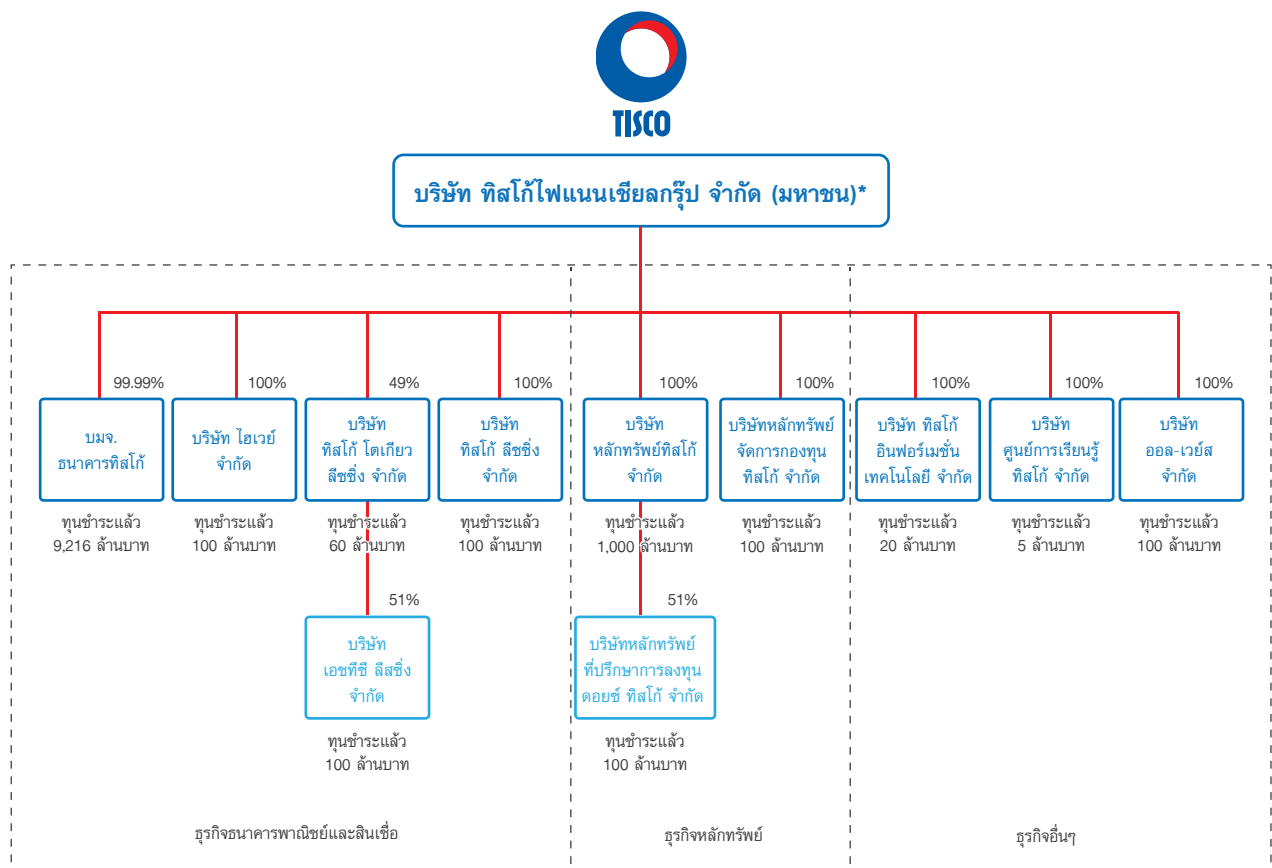 TISCO
บริษัท ทิสโก้ไฟแนนเชียลกรุ๊ป จำกัด (มหาชน)*
99.99%
บมจ.
ธนาคารทิสโก้
ทุนชำระแล้ว
9,216 ล้านบาท
100%
บริษัท ไฮเวย์
จำกัด
ทุนชำระแล้ว
100 ล้านบาท
49%
บริษัท
ทิสโก้ โตเกียว
ลีซซิ่ง จำกัด
ทุนชำระแล้ว
60 ล้านบาท
51%
บริษัท
เอชทีซี ลีสซิ่ง
จำกัด
ทุนชำระแล้ว
100 ล้านบาท
100%
บริษัท
ทิสโก้ ลีซซิ่ง
จำกัด
ทุนชำระแล้ว
100 ล้านบาท
ธุรกิจธนาคารพาณิชย์และสินเชื่อ
100%
บริษัท
หลักทรัพย์ทิสโก้
จำกัด
ทุนชำระแล้ว
1,000 ล้านบาท
51%
บริษัทหลักทรัพย์
ที่ปรึกษาการลงทุน
ดอยซ์ ทิสโก้ จำกัด
ทุนชำระแล้ว
100 ล้านบาท
100%
บริษัทหลักทรัพย์
จัดการกองทุน
ทิสโก้ จำกัด
ทุนชำระแล้ว
100 ล้านบาท
ธุรกิจหลักทรัพย์
100%
บริษัท ทิสโก้
อินฟอร์เมชั่น
เทคโนโลยี จำกัด
ทุนชำระแล้ว
20 ล้านบาท
100%
บริษัท
ศูนย์การเรียนรู้
ทิสโก้ จำกัด
ทุนชำระแล้ว
5 ล้านบาท
100%
บริษัท
ออล-เวย์ส
จำกัด
ทุนชำระแล้ว
100 ล้านบาท
ธุรกิจอื่นๆ